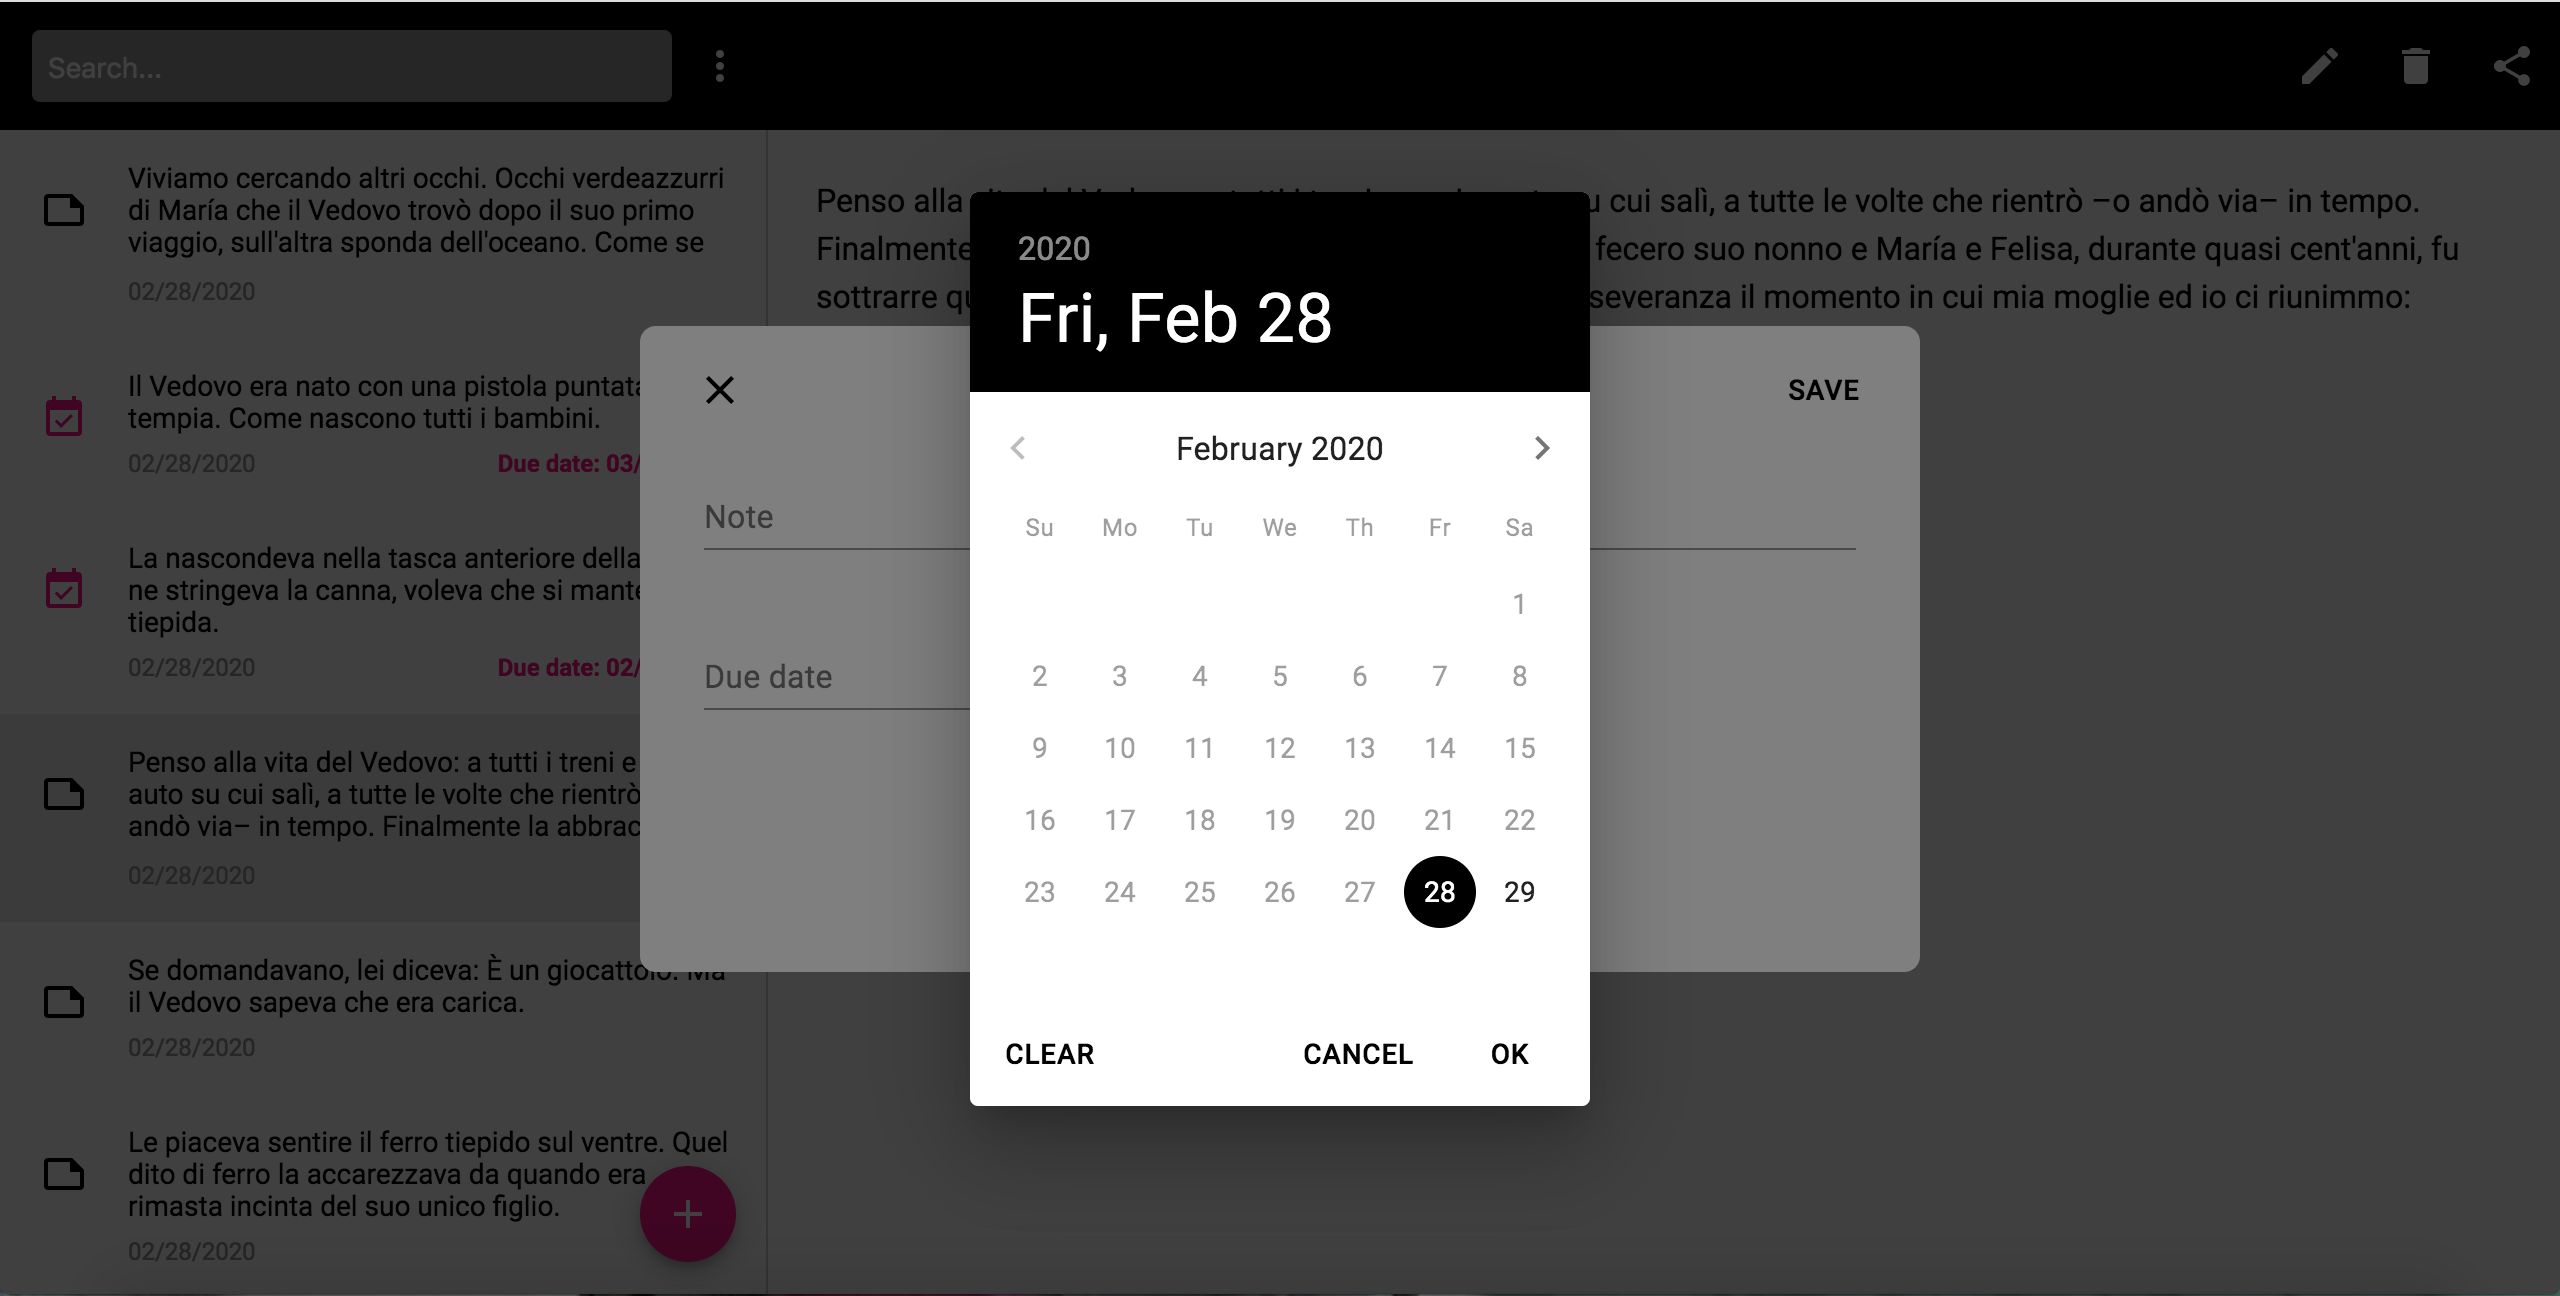 Search...
Viviamo cercando altri occhi. Occhi verdeazzurri
di María che il Vedovo trovò dopo il suo primo
viaggio, sull'altra sponda dell'oceano. Come se
02/28/2020
Il Vedovo era nato con una pistola puntata
tempia. Come nascono tutti i bambini.
02/28/2020 Due date: 03/
La nascondeva nella tasca anteriore della
ne stringeva la canna, voleva che si
tiepida.
02/28/2020 Due date: 02/
Penso alla vita del Vedovo: a tutti i treni e
auto su cui salì, a tutte le volte che rientrò
andò via– in tempo. Finalmente la
02/28/2020
Se domandavano, lei diceva: È un giocattolo. Ma
il Vedovo sapeva che era carica.
02/28/2020
Le piaceva sentire il ferro tiepido sul ventre. Quel
dito di ferro la accarezzava da quando era
rimasta incinta del suo unico figlio.
02/28/2020
Penso alla cui salì, a tutte le volte che rientrò –o andò via– in tempo.
Finalmente fecero suo nonno e María e Felisa, durante quasi cent'anni, fu
sottrarre il momento in cui mia moglie ed io ci riunimmo:
SAVE
Note
Due date
2020
Fri, Feb 28
February 2020
Su Mo Tu We Th Fr Sa
1
2 3 4 5 6 7 8
9 10 11 12 13 14 15
16 17 18 19 20 21 22
23 24 25 26 27 28 29
CLEAR CANCEL OK